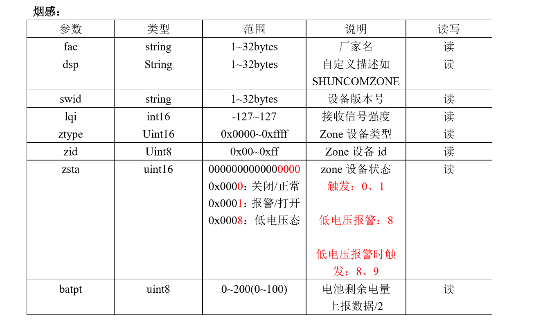 烟感：
参数 类型 范围 说明 读写
fac string 1~32bytes 厂家名 读
dsp String 1~32bytes 自定义描述如 读
SHUNCOMZONE
swid string 1~32bytes 设备版本号 读
lqi int16 -127~127 接收信号强度 读
ztype Uint16 0x0000~0xffff Zone 设备类型 读
zid Uint8 0x00~0xff Zone 设备 id 读
zsta uint16 0000000000000000 zone 设备状态 读
0x0000: 关闭/正常 触发：0、1
0x0001: 报警/打开
0x0008: 低电压态 低电压报警：8
低电压报警时触
发：8、9
batpt uint8 0~200(0~100) 电池剩余电量 读
上报数据/2